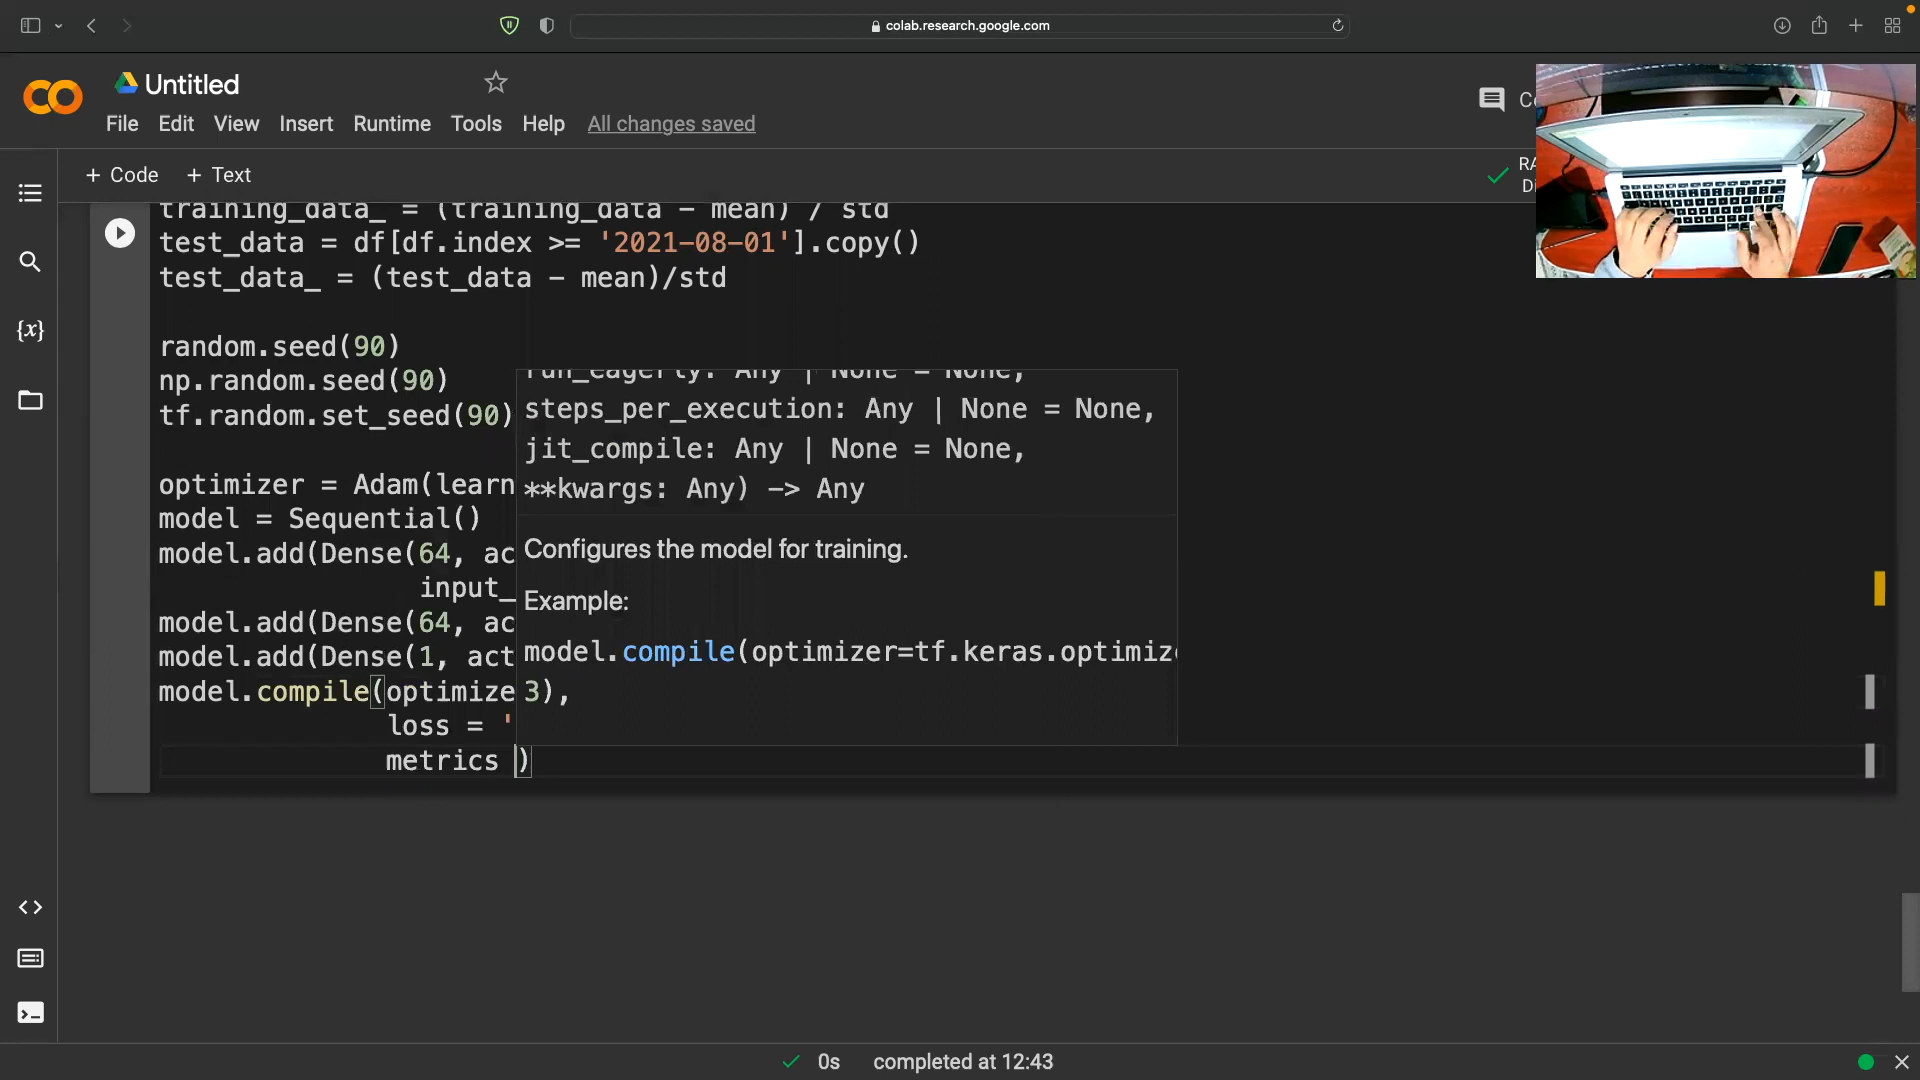 colab.research.google.com
Untitled
File Edit View Insert Runtime Tools Help All changes saved
+ Code + Text
RA
Di
training_data_ = (training_data - mean) / std
test_data = df[df.index >= '2021-08-01'].copy()
test_data_ = (test_data - mean)/std
random.seed(90)
np.random.seed(90)
tf.random.set_seed(90)
optimizer = Adam(learn
model = Sequential()
model.add(Dense(64, ac
input_
model.add(Dense(64, ac
model.add(Dense(1, act
model.compile(optimize
loss = '
metrics )
run_eagerly: Any | None = None,
steps_per_execution: Any | None = None,
jit_compile: Any | None = None,
**kwargs: Any) -> Any
Configures the model for training.
Example:
model.compile(optimizer=tf.keras.optimiz
3),
0s completed at 12:43